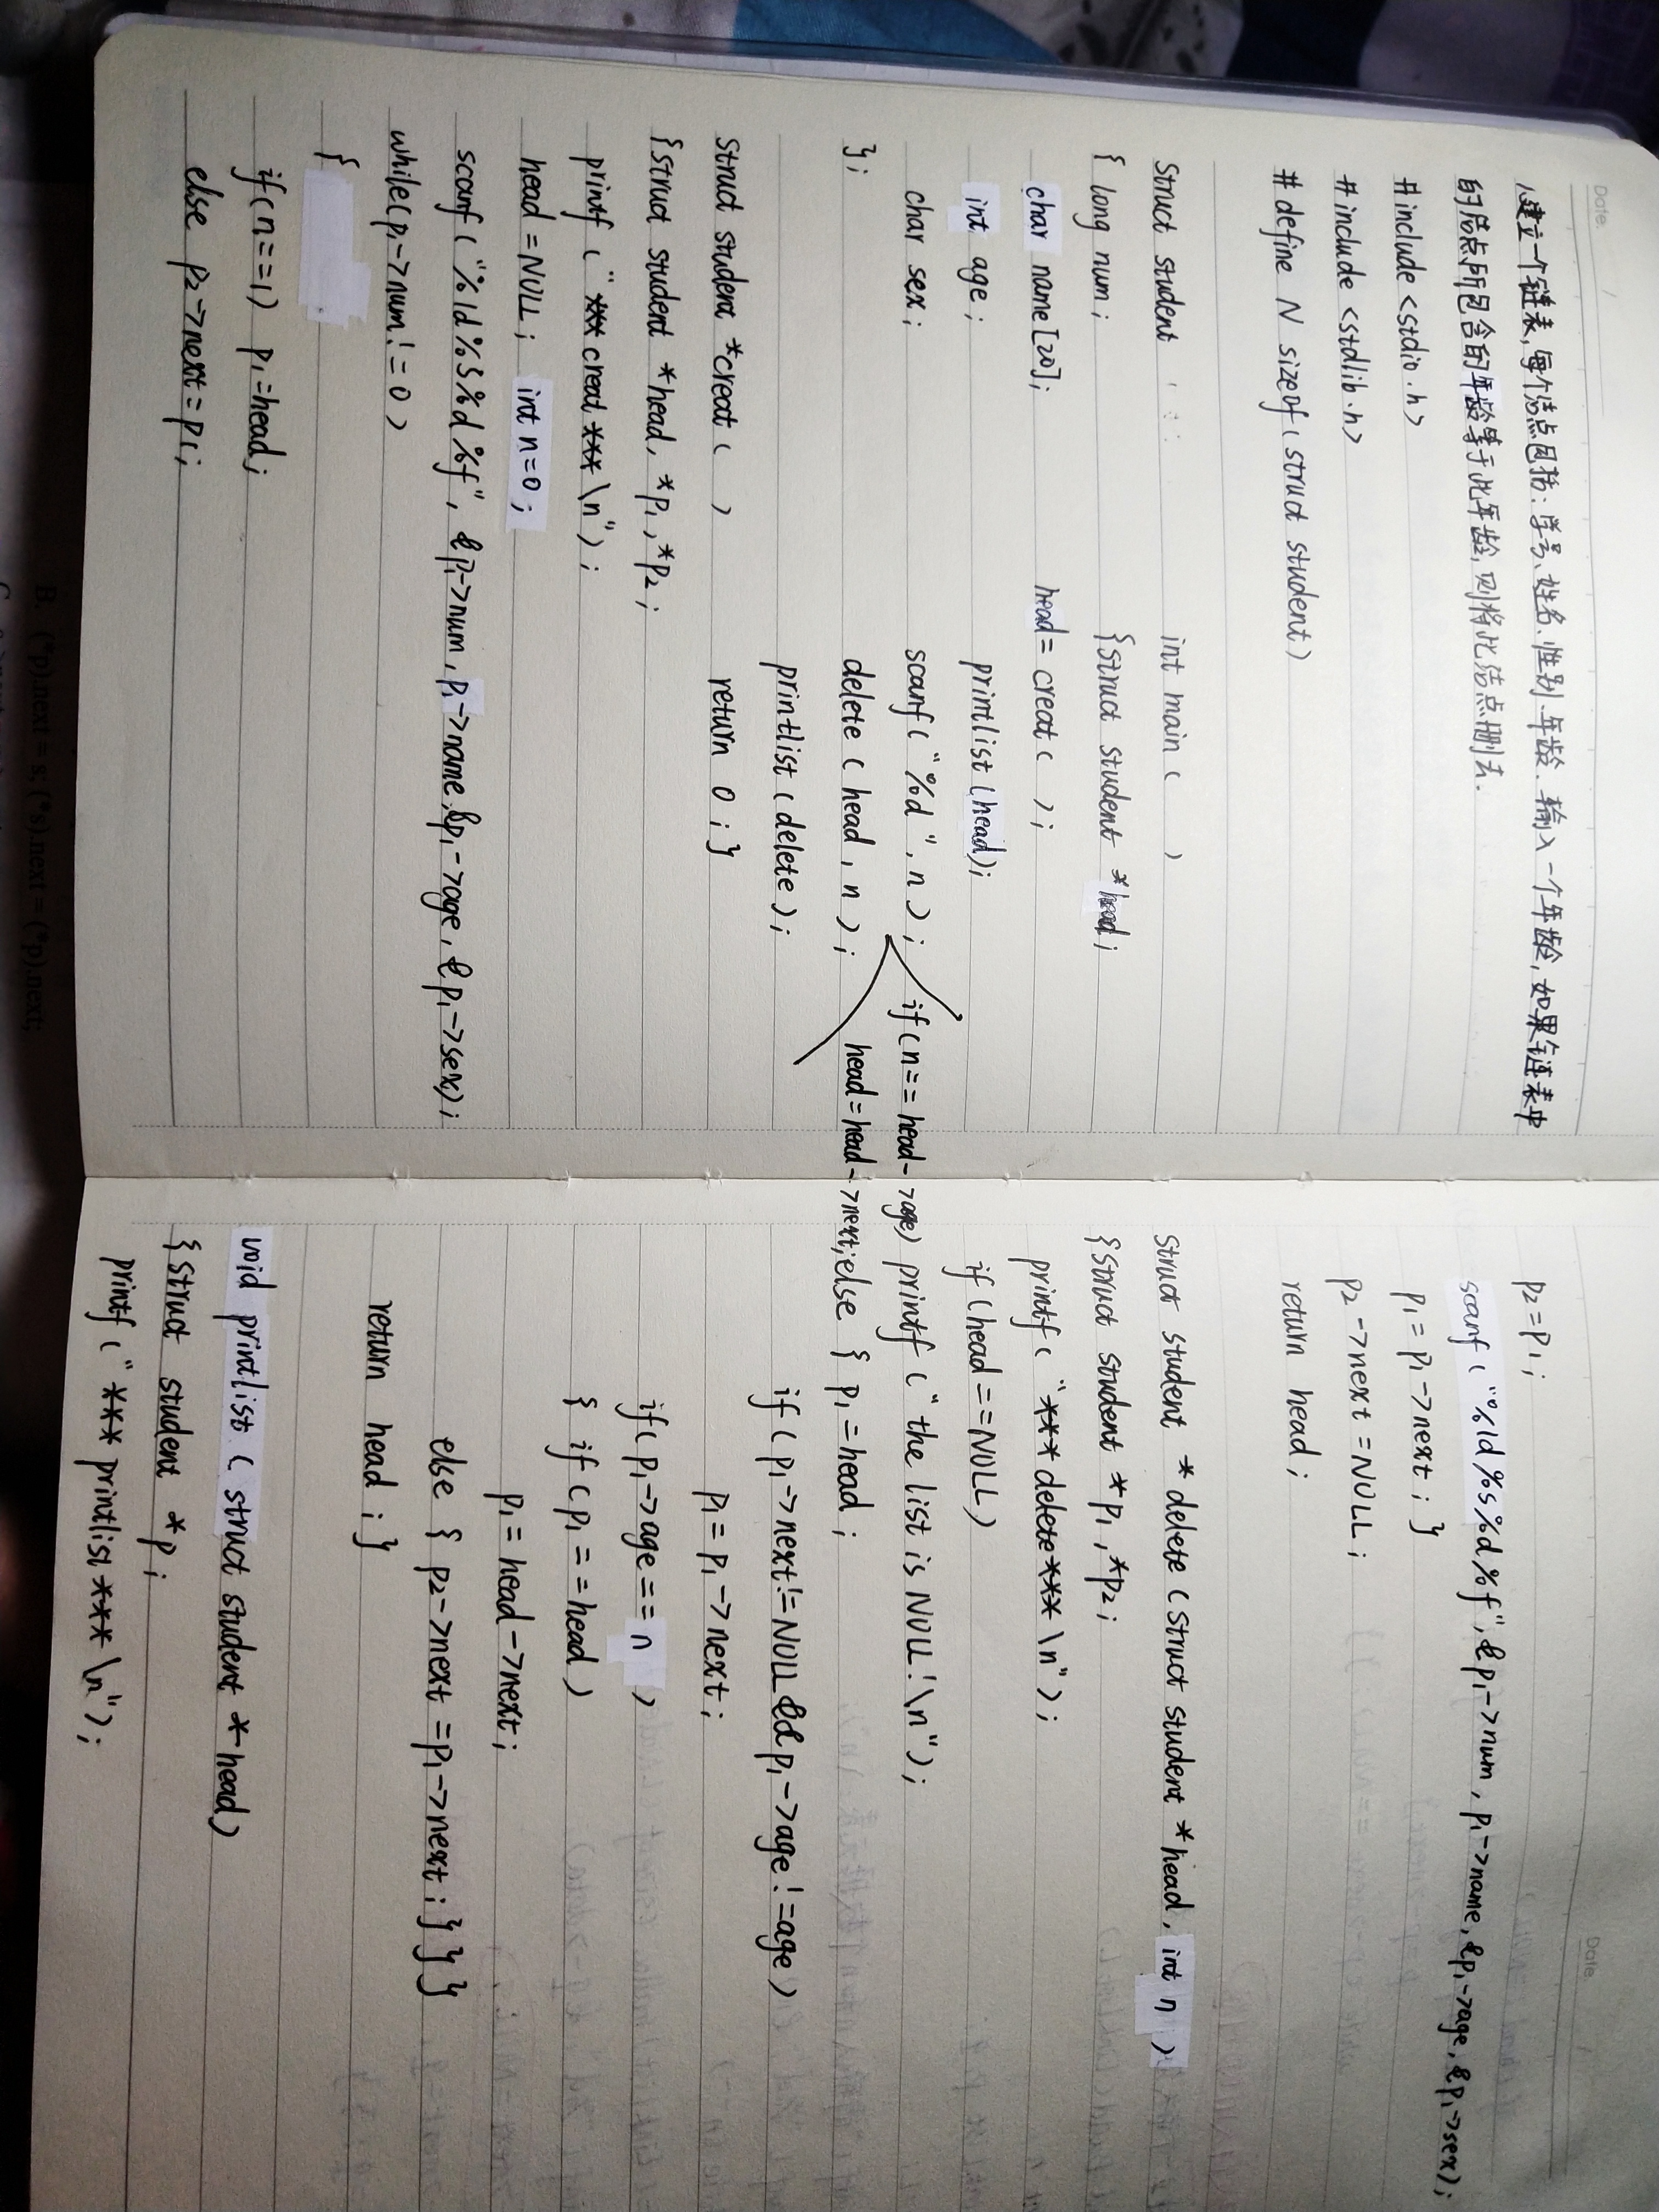 Date.
建立一个链表,每个结点包括:学号、姓名、性别、年龄.输入一个年龄,如果链表中
的结点所包含的年龄等于此年龄,则将此结点删去.
#include <stdio.h>
#include <stdlib.h>
#define N sizeof(struct student)
struct student
{ long num;
char name[20];
int age;
char sex;
};
struct student *creat( )
{struct student *head, *p1,*p2;
printf("***creat***\n");
head=NULL; int n=0;
scanf("%ld%s%d%f", &p1->num, p1->name,&p1->age,&p1->sex);
while(p1->num!=0)
{
if(n==1) p1=head;
else p2->next=p1;
int main( )
{struct student *head;
head=creat( );
printlist(head);
scanf("%d",n);
delete(head,n);
printlist(delete);
return 0;}
if(n==head->age)
head=head->next;
Date.
p2=p1;
scanf("%ld%s%d%f",&p1->num, p1->name,&p1->age,&p1->sex);
p1=p1->next;}
p2->next=NULL;
return head;
struct student *delete(struct student *head,int n)
{struct student *p1,*p2;
printf("***delete***\n");
if(head==NULL)
printf("the list is NULL!\n");
else { p1=head;
if(p1->next!=NULL&&p1->age!=age)
p1=p1->next;
if(p1->age==n)
{ if(p1==head)
p1=head->next;
else { p2->next=p1->next;}}}
return head;}
void printlist(struct student *head)
{struct student *p;
printf("***printlist***\n");
B. (*p).next = s; (*s).next = (*p).next;